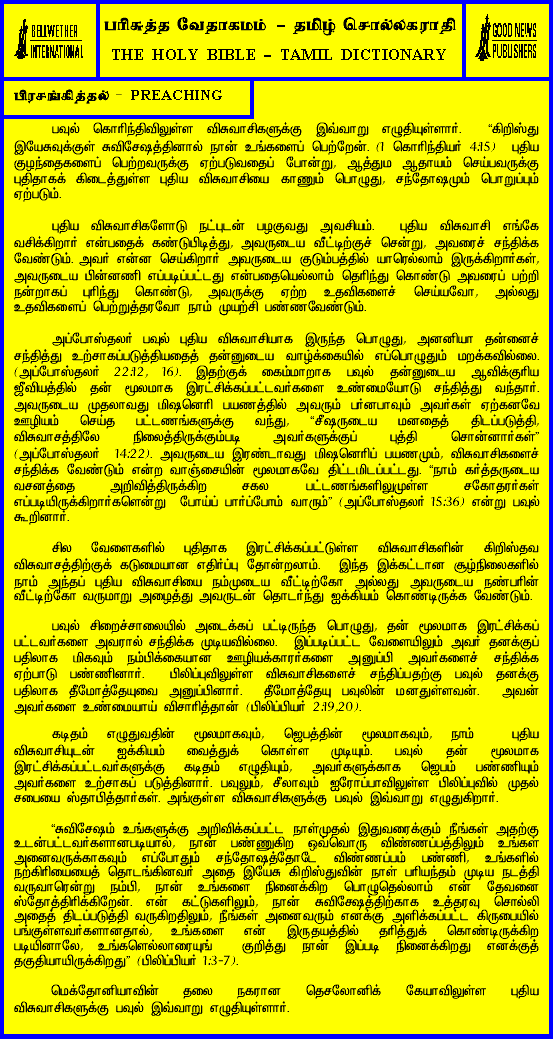 BELLWETHER
INTERNATIONAL
பரிசுத்த வேதாகமம் - தமிழ் சொல்லகராதி
THE HOLY BIBLE - TAMIL DICTIONARY
GOOD NEWS
PUBLISHERS
பிரசங்கித்தல் - PREACHING
பவுல் கொரிந்திவிலுள்ள விசுவாசிகளுக்கு இவ்வாறு எழுதியுள்ளார். “கிறிஸ்து
இயேசுவுக்குள் சுவிசேஷத்தினால் நான் உங்களைப் பெற்றேன். (1 கொரிந்தியர் 4:15) புதிய
குழந்தைகளைப் பெற்றவருக்கு ஏற்படுவதைப் போன்று, ஆத்தும ஆதாயம் செய்பவருக்கு
புதிதாகக் கிடைத்துள்ள புதிய விசுவாசியை காணும் பொழுது, சந்தோஷமும் பொறுப்பும்
ஏற்படும்.
புதிய விசுவாசிகளோடு நட்புடன் பழகுவது அவசியம். புதிய விசுவாசி எங்கே
வசிக்கிறார் என்பதைக் கண்டுபிடித்து, அவருடைய வீட்டிற்குச் சென்று, அவரைச் சந்திக்க
வேண்டும். அவர் என்ன செய்கிறார் அவருடைய குடும்பத்தில் யாரெல்லாம் இருக்கிறார்கள்,
அவருடைய பின்னணி எப்படிப்பட்டது என்பதையெல்லாம் தெரிந்து கொண்டு அவரைப் பற்றி
நன்றாகப் புரிந்து கொண்டு, அவருக்கு ஏற்ற உதவிகளைச் செய்யவோ, அல்லது
உதவிகளைப் பெற்றுத்தரவோ நாம் முயற்சி பண்ணவேண்டும்.
அப்போஸ்தலர் பவுல் புதிய விசுவாசியாக இருந்த பொழுது, அனனியா தன்னைச்
சந்தித்து உற்சாகப்படுத்தியதைத் தன்னுடைய வாழ்க்கையில் எப்பொழுதும் மறக்கவில்லை.
(அப்போஸ்தலர் 22:12, 16). இதற்குக் கைம்மாறாக பவுல் தன்னுடைய ஆவிக்குரிய
ஜீவியத்தில் தன் மூலமாக இரட்சிக்கப்பட்டவர்களை உண்மையோடு சந்தித்து வந்தார்.
அவருடைய முதலாவது மிஷனெரி பயணத்தில் அவரும் பர்னபாவும் அவர்கள் ஏற்கனவே
ஊழியம் செய்த பட்டணங்களுக்கு வந்து, “சீஷருடைய மனதைத் திடப்படுத்தி,
விசுவாசத்திலே நிலைத்திருக்கும்படி அவர்களுக்குப் புத்தி சொன்னார்கள்”
(அப்போஸ்தலர் 14:22). அவருடைய இரண்டாவது மிஷனெரிப் பயணமும், விசுவாசிகளைச்
சந்திக்க வேண்டும் என்ற வாஞ்சையின் மூலமாகவே திட்டமிடப்பட்டது. “நாம் கர்த்தருடைய
வசனத்தை அறிவித்திருக்கிற சகல பட்டணங்களிலுமுள்ள சகோதரர்கள்
எப்படியிருக்கிறார்களென்று போய்ப் பார்ப்போம் வாரும்” (அப்போஸ்தலர் 15:36) என்று பவுல்
கூறினார்.
சில வேளைகளில் புதிதாக இரட்சிக்கப்பட்டுள்ள விசுவாசிகளின் கிறிஸ்தவ
விசுவாசத்திற்குக் கடுமையான எதிர்ப்பு தோன்றலாம். இந்த இக்கட்டான சூழ்நிலைகளில்
நாம் அந்தப் புதிய விசுவாசியை நம்முடைய வீட்டிற்கோ அல்லது அவருடைய நண்பரின்
வீட்டிற்கோ வருமாறு அழைத்து அவருடன் தொடர்ந்து ஐக்கியம் கொண்டிருக்க வேண்டும்.
பவுல் சிறைச்சாலையில் அடைக்கப் பட்டிருந்த பொழுது, தன் மூலமாக இரட்சிக்கப்
பட்டவர்களை அவரால் சந்திக்க முடியவில்லை. இப்படிப்பட்ட வேளையிலும் அவர் தனக்குப்
பதிலாக மிகவும் நம்பிக்கையான ஊழியக்காரர்களை அனுப்பி அவர்களைச் சந்திக்க
ஏற்பாடு பண்ணினார். பிலிப்புவிலுள்ள விசுவாசிகளைச் சந்திப்பதற்கு பவுல் தனக்கு
பதிலாக தீமோத்தேயுவை அனுப்பினார். தீமோத்தேயு பவுலின் மனதுள்ளவன். அவன்
அவர்களை உண்மையாய் விசாரித்தான் (பிலிப்பியர் 2:19,20).
கடிதம் எழுதுவதின் மூலமாகவும், ஜெபத்தின் மூலமாகவும், நாம் புதிய
விசுவாசியுடன் ஐக்கியம் வைத்துக் கொள்ள முடியும். பவுல் தன் மூலமாக
இரட்சிக்கப்பட்டவர்களுக்கு கடிதம் எழுதியும், அவர்களுக்காக ஜெபம் பண்ணியும்
அவர்களை உற்சாகப் படுத்தினார். பவுலும், சீலாவும் ஐரோப்பாவிலுள்ள பிலிப்புவில் முதல்
சபையை ஸ்தாபித்தார்கள். அங்குள்ள விசுவாசிகளுக்கு பவுல் இவ்வாறு எழுதுகிறார்.
“சுவிசேஷம் உங்களுக்கு அறிவிக்கப்பட்ட நாள்முதல் இதுவரைக்கும் நீங்கள் அதற்கு
உடன்பட்டவர்களானபடியால், நான் பண்ணுகிற ஒவ்வொரு விண்ணப்பத்திலும் உங்கள்
அனைவருக்காகவும் எப்போதும் சந்தோஷத்தோடே விண்ணப்பம் பண்ணி, உங்களில்
நற்கிரியையைத் தொடங்கினவர் அதை இயேசு கிறிஸ்துவின் நாள் பரியந்தம் முடிய நடத்தி
வருவாரென்று நம்பி, நான் உங்களை நினைக்கிற பொழுதெல்லாம் என் தேவனை
ஸ்தோத்திரிக்கிறேன். என் கட்டுகளிலும், நான் சுவிசேஷத்திற்காக உத்தரவு சொல்லி
அதைத் திடப்படுத்தி வருகிறதிலும், நீங்கள் அனைவரும் எனக்கு அளிக்கப்பட்ட கிருபையில்
பங்குள்ளவர்களானதால், உங்களை என் இருதயத்தில் தரித்துக் கொண்டிருக்கிற
படியினாலே, உங்களெல்லாரையுங் குறித்து நான் இப்படி நினைக்கிறது எனக்குத்
தகுதியாயிருக்கிறது” (பிலிப்பியர் 1:3-7).
மெக்தோனியாவின் தலை நகரான தெசலோனிக் கேயாவிலுள்ள புதிய
விசுவாசிகளுக்கு பவுல் இவ்வாறு எழுதியுள்ளார்.